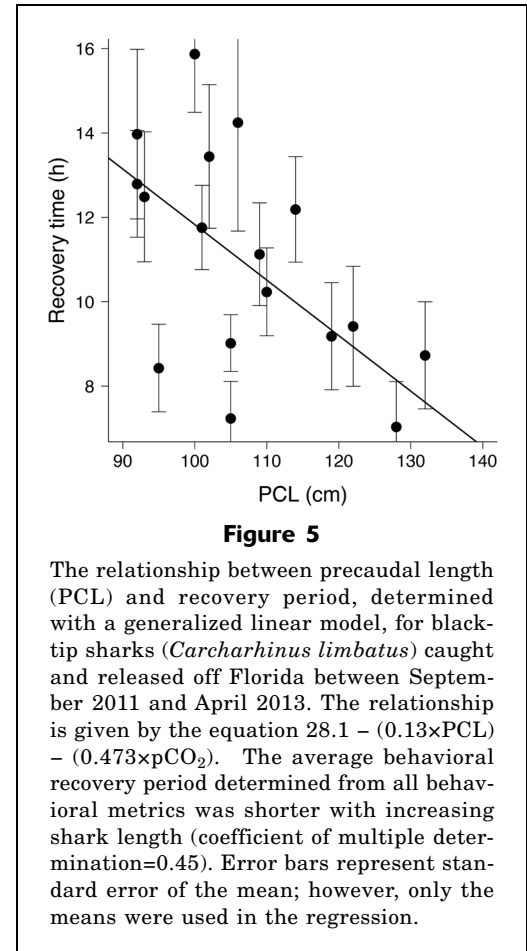 16
14
12
10
8
Recovery time (h)
90 100 110 120 130 140
PCL (cm)
Figure 5
The relationship between precaudal length
(PCL) and recovery period, determined
with a generalized linear model, for black-
tip sharks (Carcharhinus limbatus) caught
and released off Florida between Septem-
ber 2011 and April 2013. The relationship
is given by the equation 28.1 – (0.13×PCL)
– (0.473×pCO₂). The average behavioral
recovery period determined from all behav-
ioral metrics was shorter with increasing
shark length (coefficient of multiple deter-
mination=0.45). Error bars represent stan-
dard error of the mean; however, only the
means were used in the regression.